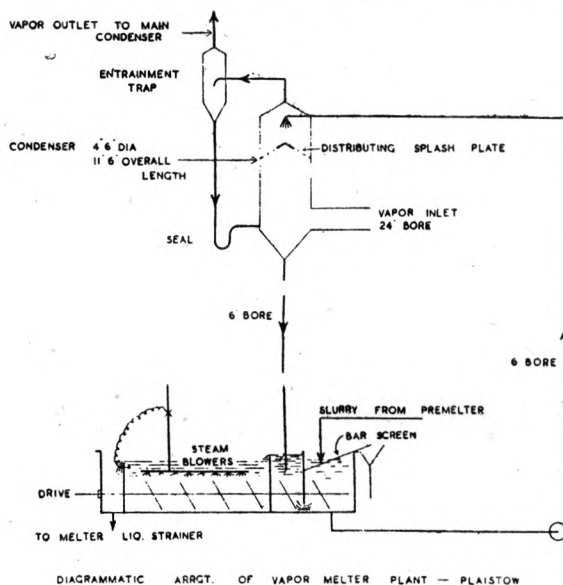 VAPOR OUTLET TO MAIN
CONDENSER
ENTRAINMENT
TRAP
CONDENSER 4' 6" DIA
11' 6" OVERALL
LENGTH
DISTRIBUTING SPLASH PLATE
VAPOR INLET
24" BORE
SEAL
6" BORE
6 BORE
SLURRY FROM PREMELTER
BAR SCREEN
STEAM
BLOWERS
DRIVE
TO MELTER LIQ. STRAINER
DIAGRAMMATIC ARRGT. OF VAPOR MELTER PLANT — PLAISTOW